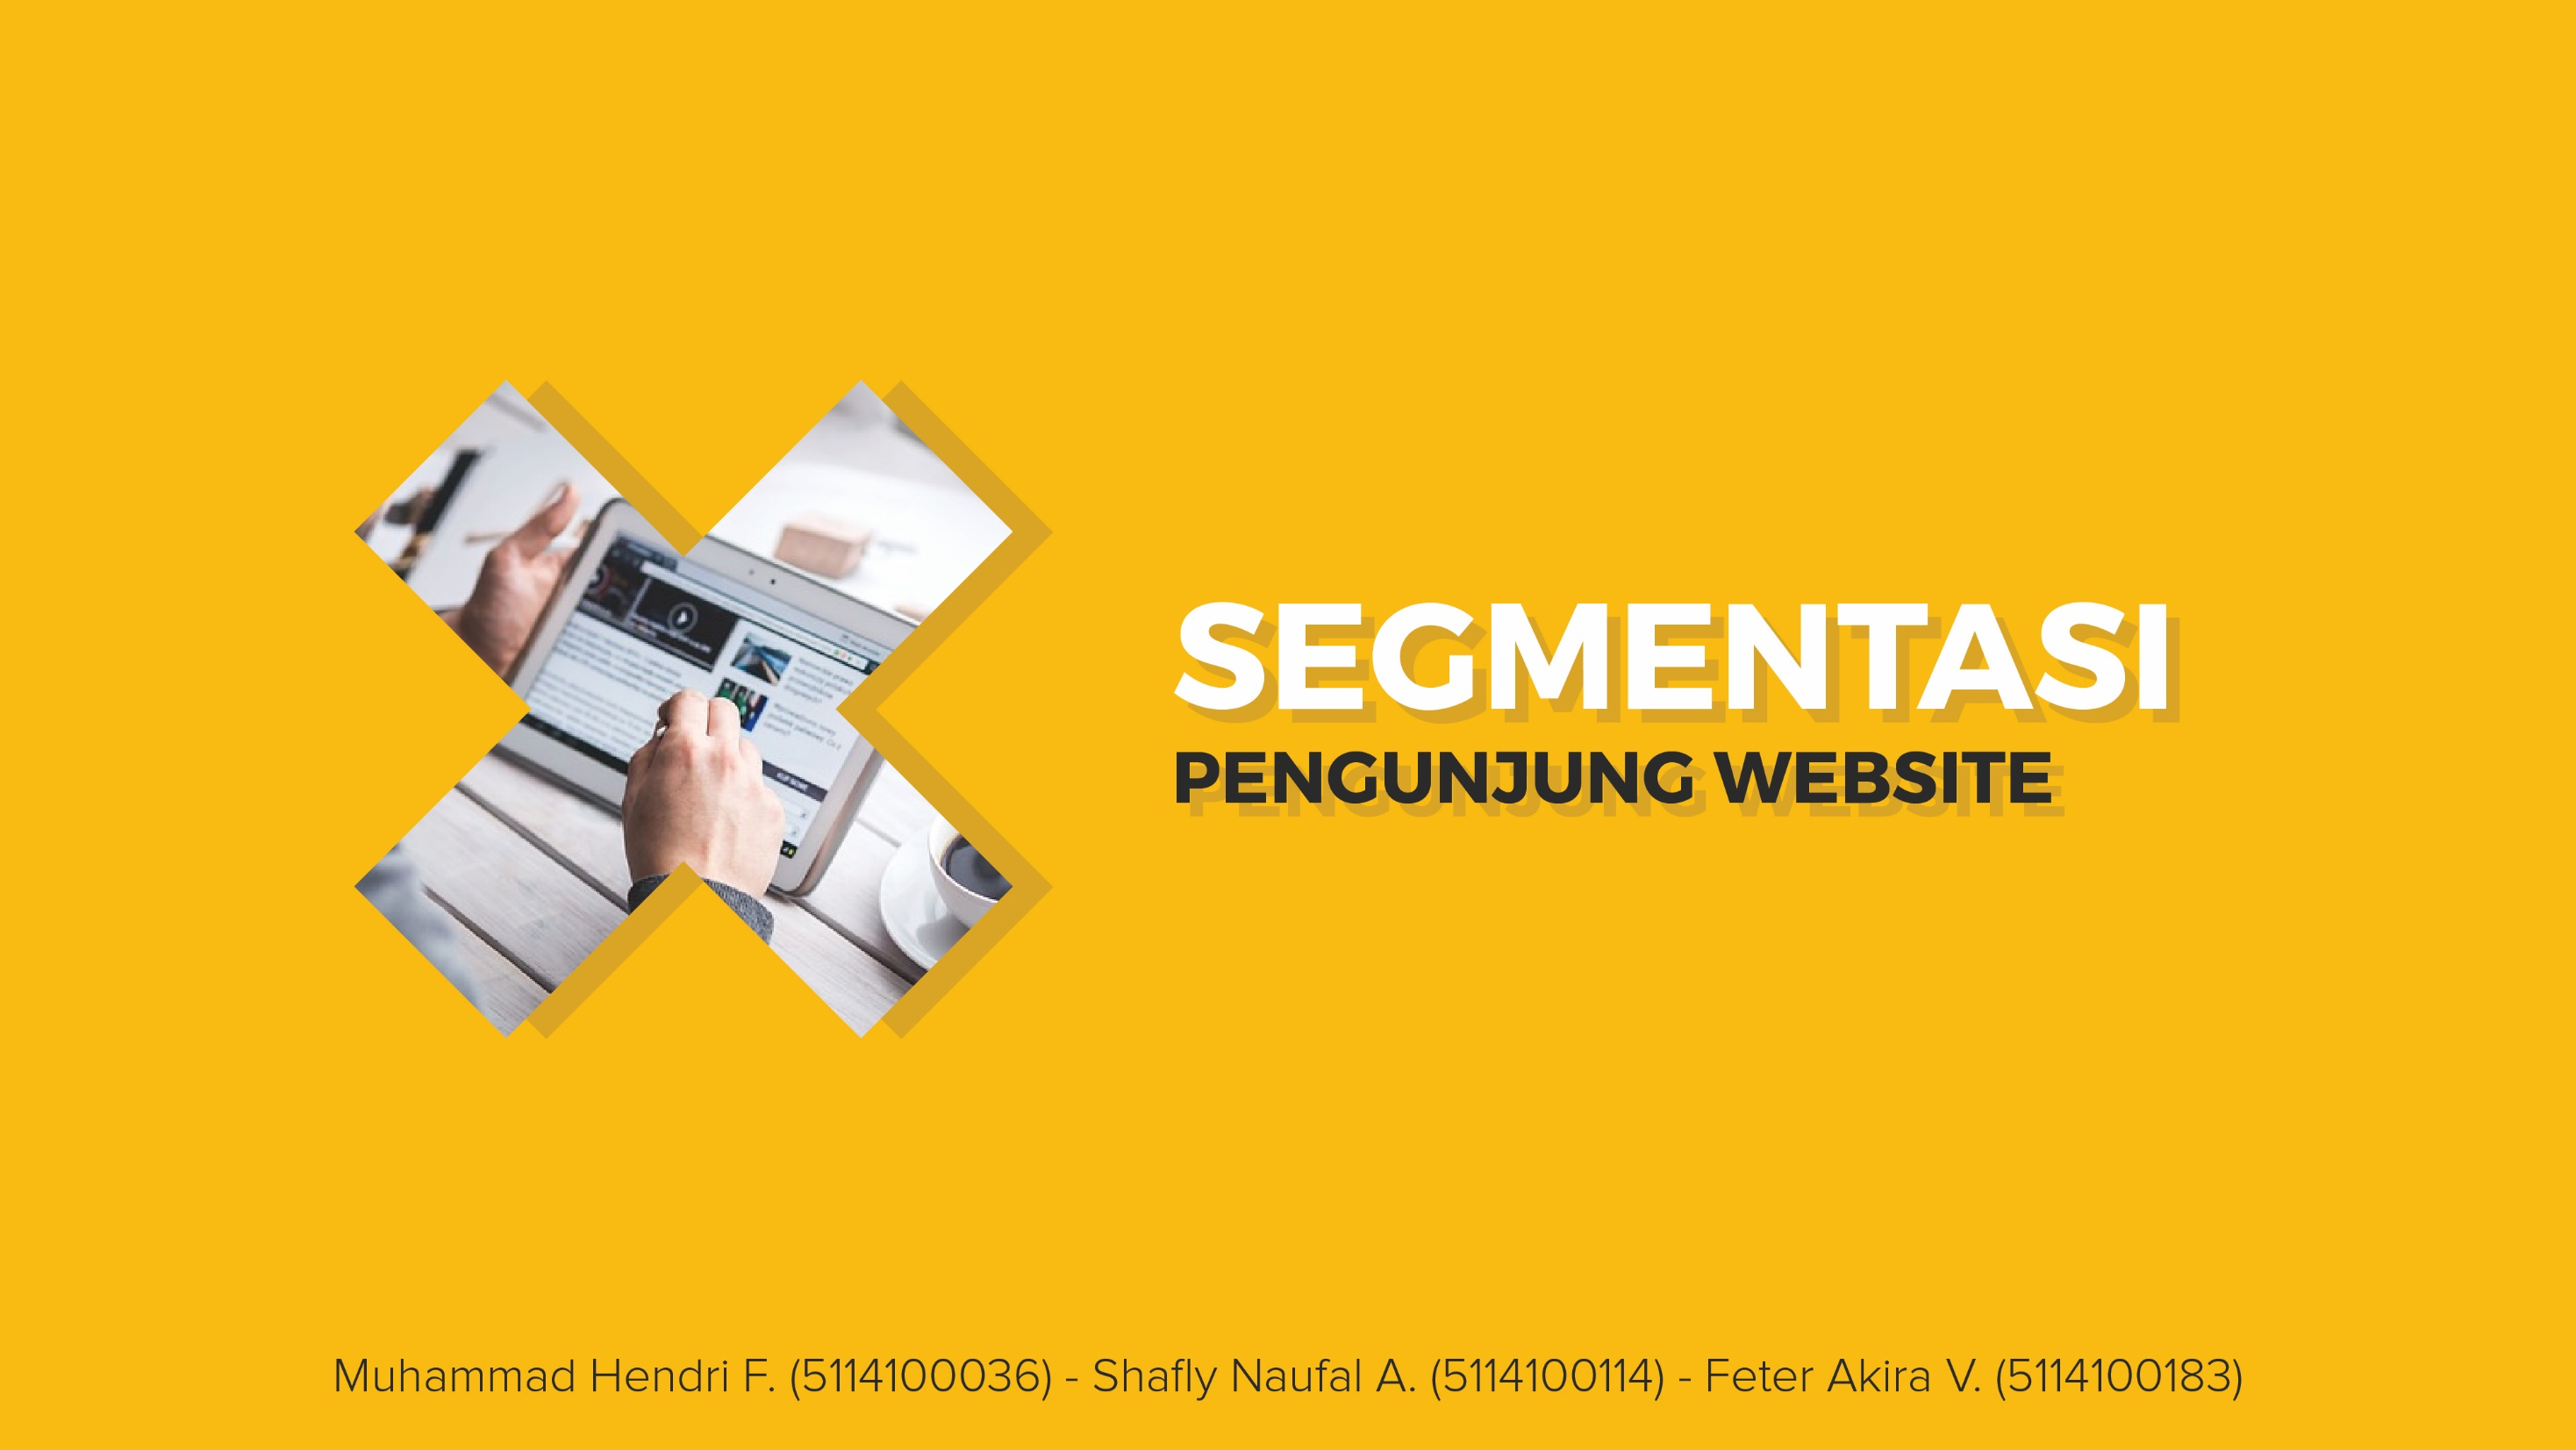 SEGMENTASI
PENGUNJUNG WEBSITE
Muhammad Hendri F. (5114100036) - Shafly Naufal A. (5114100114) - Feter Akira V. (5114100183)